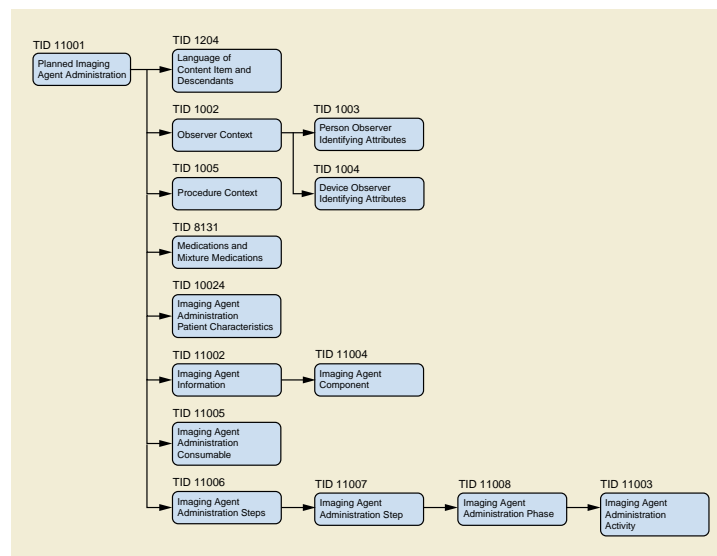 TID 11001
Planned Imaging
Agent Administration
TID 1204
Language of
Content Item and
Descendants
TID 1002
Observer Context
TID 1003
Person Observer
Identifying Attributes
TID 1004
Device Observer
Identifying Attributes
TID 1005
Procedure Context
TID 8131
Medications and
Mixture Medications
TID 10024
Imaging Agent
Administration
Patient Characteristics
TID 11002
Imaging Agent
Information
TID 11004
Imaging Agent
Component
TID 11005
Imaging Agent
Administration
Consumable
TID 11006
Imaging Agent
Administration Steps
TID 11007
Imaging Agent
Administration Step
TID 11008
Imaging Agent
Administration Phase
TID 11003
Imaging Agent
Administration
Activity